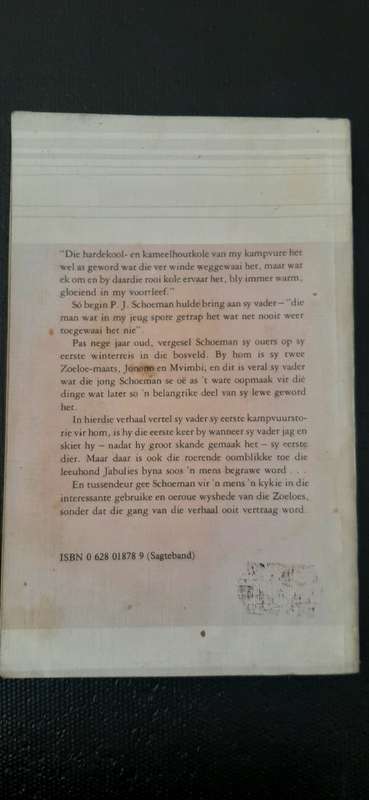 "Die hardekool- en kameelhoutkole van my kampvure het
wel as geword wat die ver winde weggewaai het, maar wat
ek om en by daardie rooi kole ervaar het, bly immer warm,
gloeiend in my voortleef."
Só begin P. J. Schoeman hulde bring aan sy vader — "die
man wat in my jeug spore getrap het wat net nooit weer
toegewaai het nie".
Pas nege jaar oud, vergesel Schoeman sy ouers op sy
eerste winterreis in die bosveld. By hom is sy twee
Zoeloe-maats, Jonono en Mvimbi; en dit is veral sy vader
wat die jong Schoeman se oë as 't ware oopmaak vir die
dinge wat later so 'n belangrike deel van sy lewe geword
het.
In hierdie verhaal vertel sy vader sy eerste kampvuursto-
rie vir hom, is hy die eerste keer by wanneer sy vader jag en
skiet hy — nadat hy groot skande gemaak het — sy eerste
dier. Maar daar is ook die roerende oomblikke toe die
leeuhond Jabulies byna soos 'n mens begrawe word . . .
En tussendeur gee Schoeman vir 'n mens 'n kykie in die
interessante gebruike en oeroue wyshede van die Zoeloes,
sonder dat die gang van die verhaal ooit vertraag word.
ISBN 0 628 01878 9 (Sagteband)